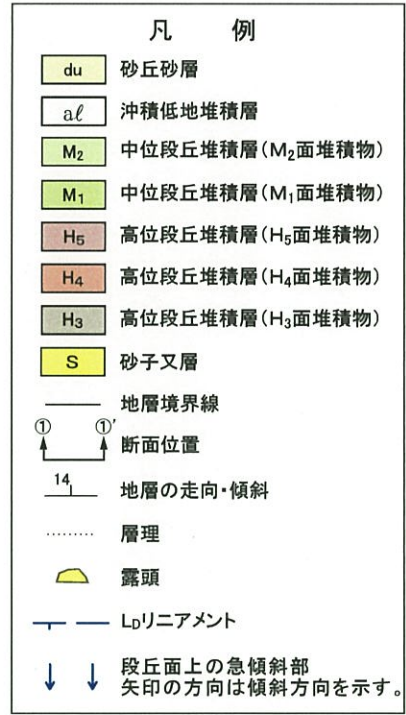 凡 例
du 砂丘砂層
aℓ 沖積低地堆積層
M₂ 中位段丘堆積層(M₂面堆積物)
M₁ 中位段丘堆積層(M₁面堆積物)
H₅ 高位段丘堆積層(H₅面堆積物)
H₄ 高位段丘堆積層(H₄面堆積物)
H₃ 高位段丘堆積層(H₃面堆積物)
S 砂子又層
地層境界線
① ①' 断面位置
14 地層の走向・傾斜
層理
露頭
L_Dリニアメント
段丘面上の急傾斜部
矢印の方向は傾斜方向を示す。